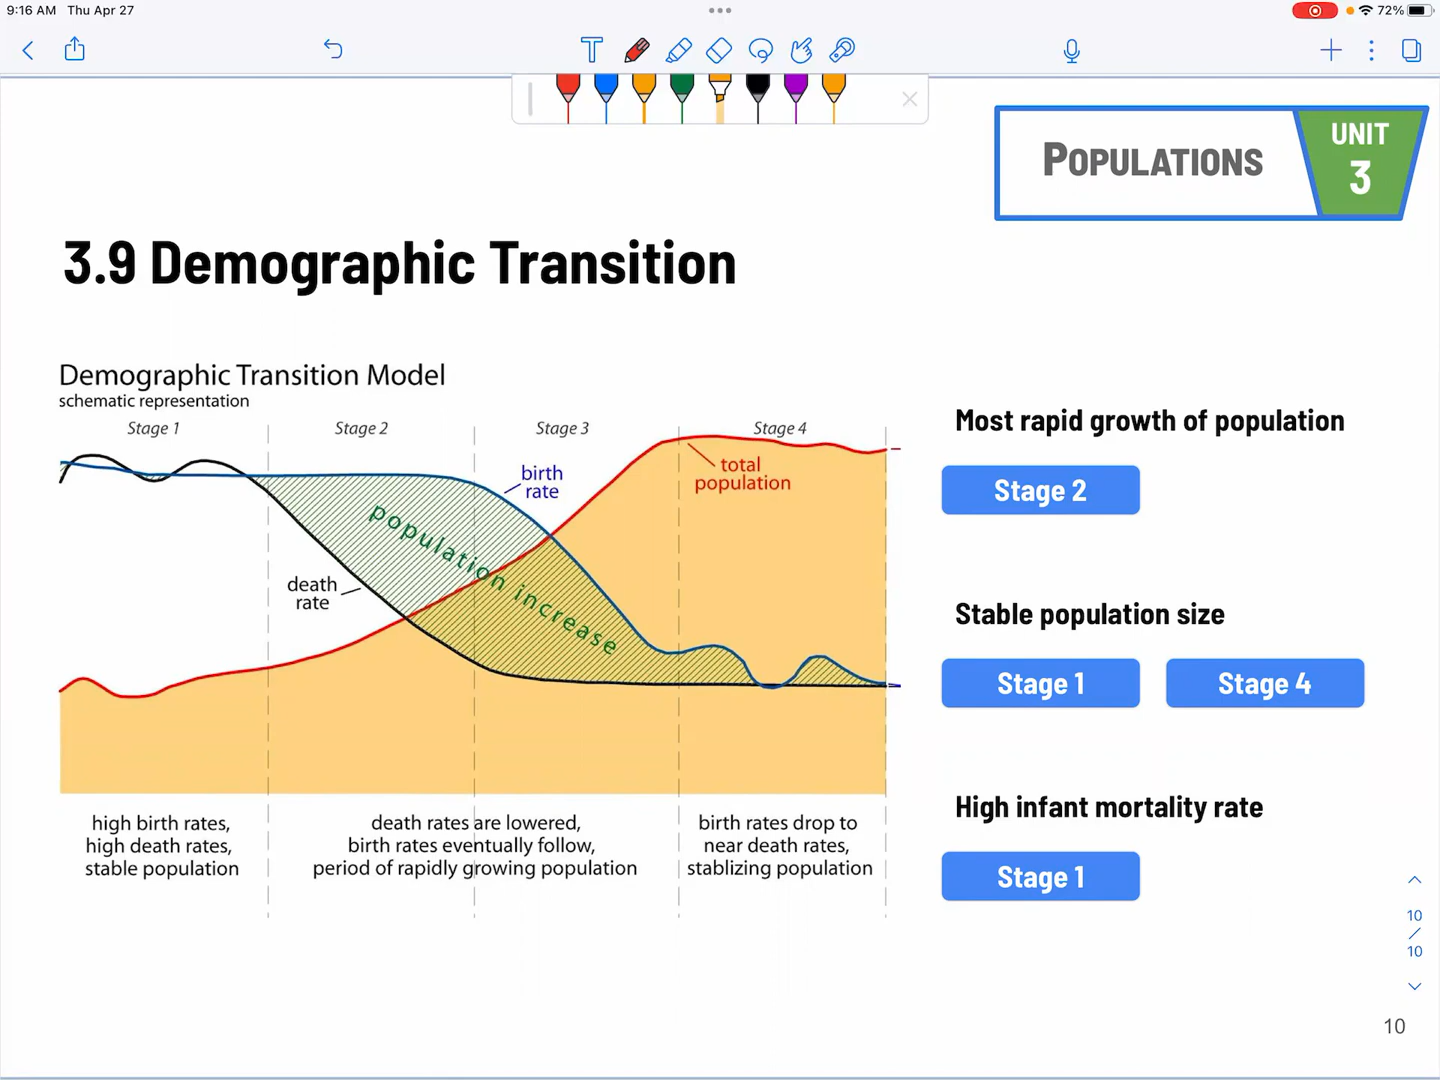 9:16 AM Thu Apr 27
72%
T
POPULATIONS
UNIT
3
3.9 Demographic Transition
Demographic Transition Model
schematic representation
Stage 1
Stage 2
Stage 3
Stage 4
birth
rate
total
population
population increase
death
rate
high birth rates,
high death rates,
stable population
death rates are lowered,
birth rates eventually follow,
period of rapidly growing population
birth rates drop to
near death rates,
stablizing population
Most rapid growth of population
Stage 2
Stable population size
Stage 1
Stage 4
High infant mortality rate
Stage 1
10
/
10
10